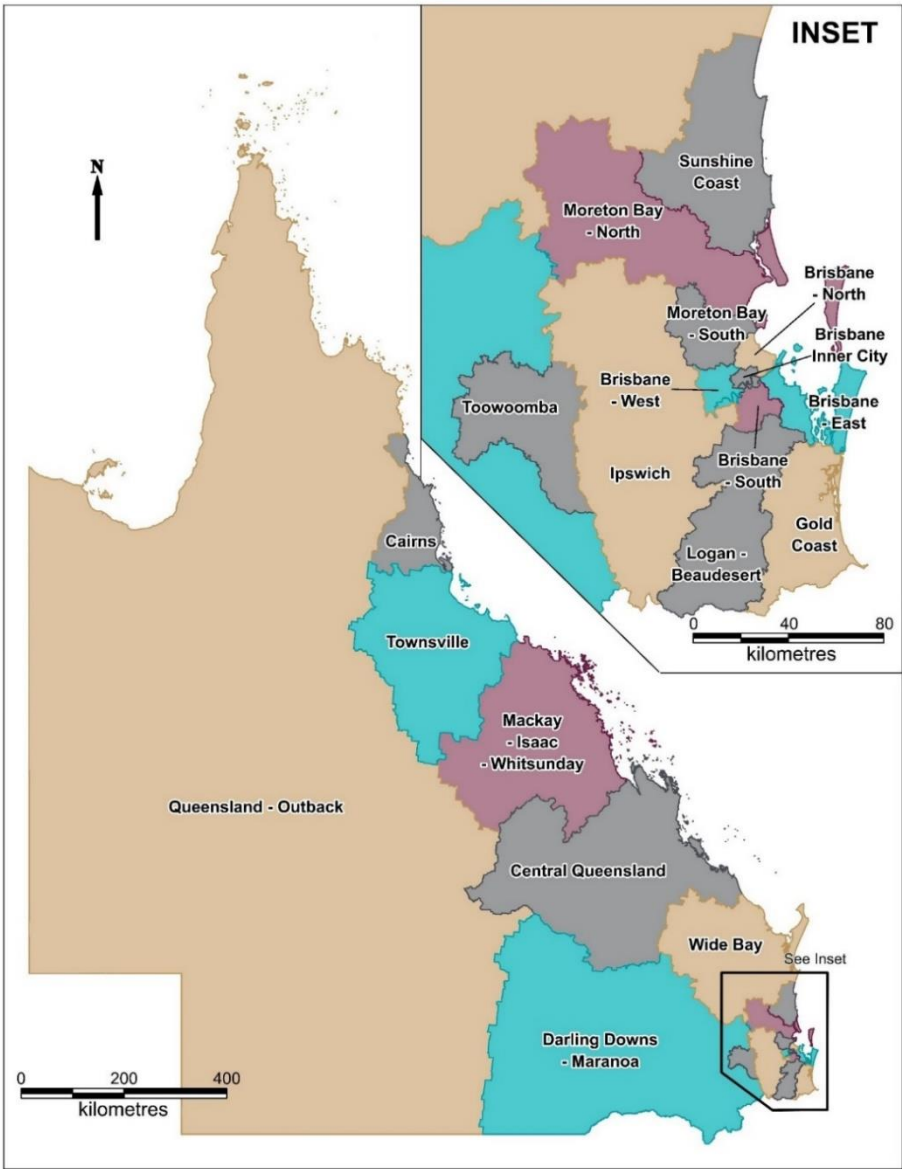 INSET
N
Sunshine
Coast
Moreton Bay
- North
Brisbane
- North
Moreton Bay
- South
Brisbane
Inner City
Brisbane
- West
Toowoomba
Brisbane
- East
Ipswich
Brisbane
- South
Gold
Coast
Logan -
Beaudesert
0 40 80
kilometres
Cairns
Townsville
Mackay
- Isaac
- Whitsunday
Queensland - Outback
Central Queensland
Wide Bay
See Inset
Darling Downs
- Maranoa
0 200 400
kilometres